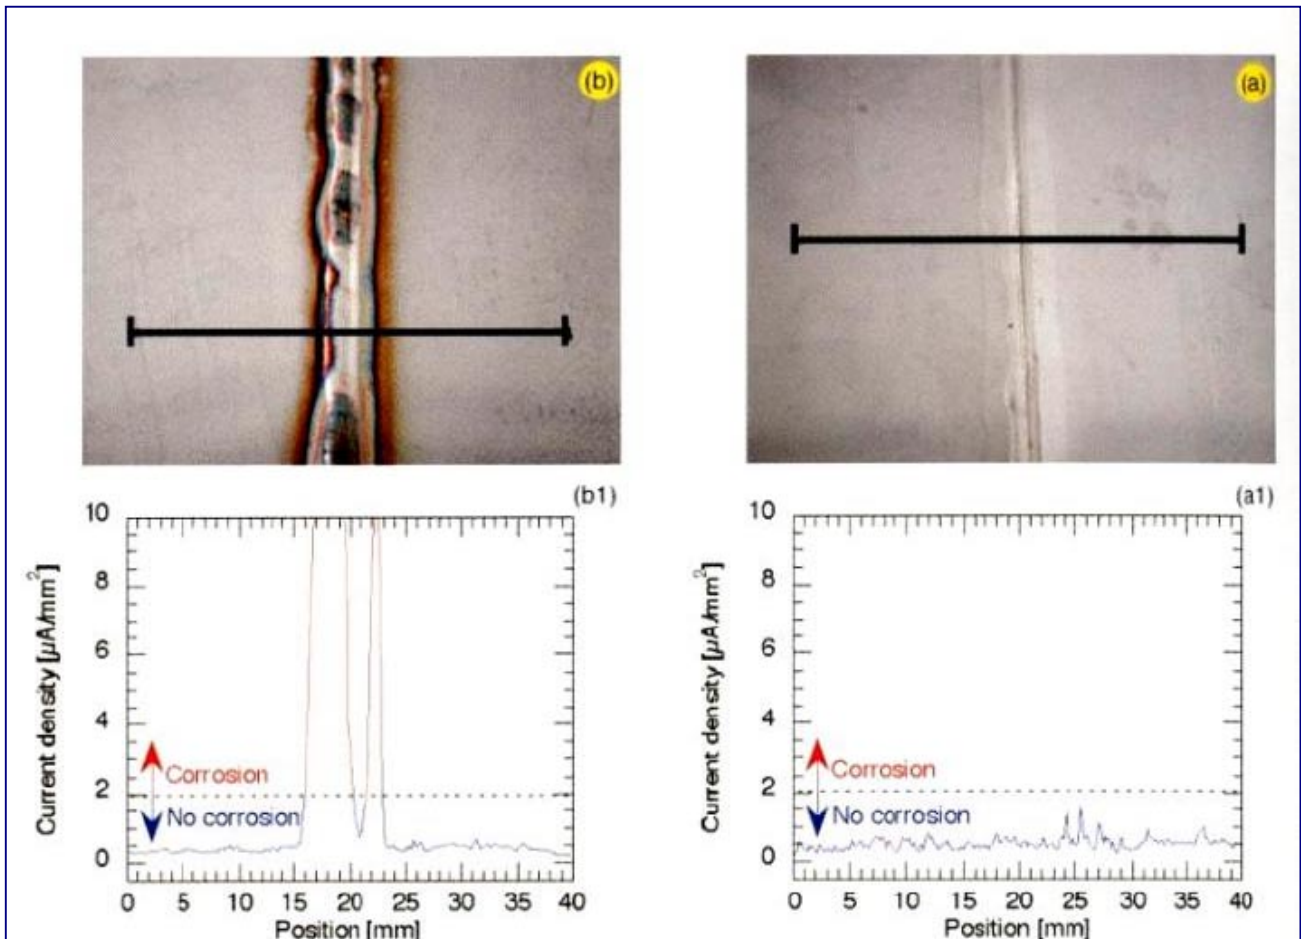 (b)
(a)
(b1)
10
8
6
4
2
0
Current density [µA/mm²]
Corrosion
No corrosion
0 5 10 15 20 25 30 35 40
Position [mm]
(a1)
10
8
6
4
2
0
Current density [µA/mm²]
Corrosion
No corrosion
0 5 10 15 20 25 30 35 40
Position [mm]